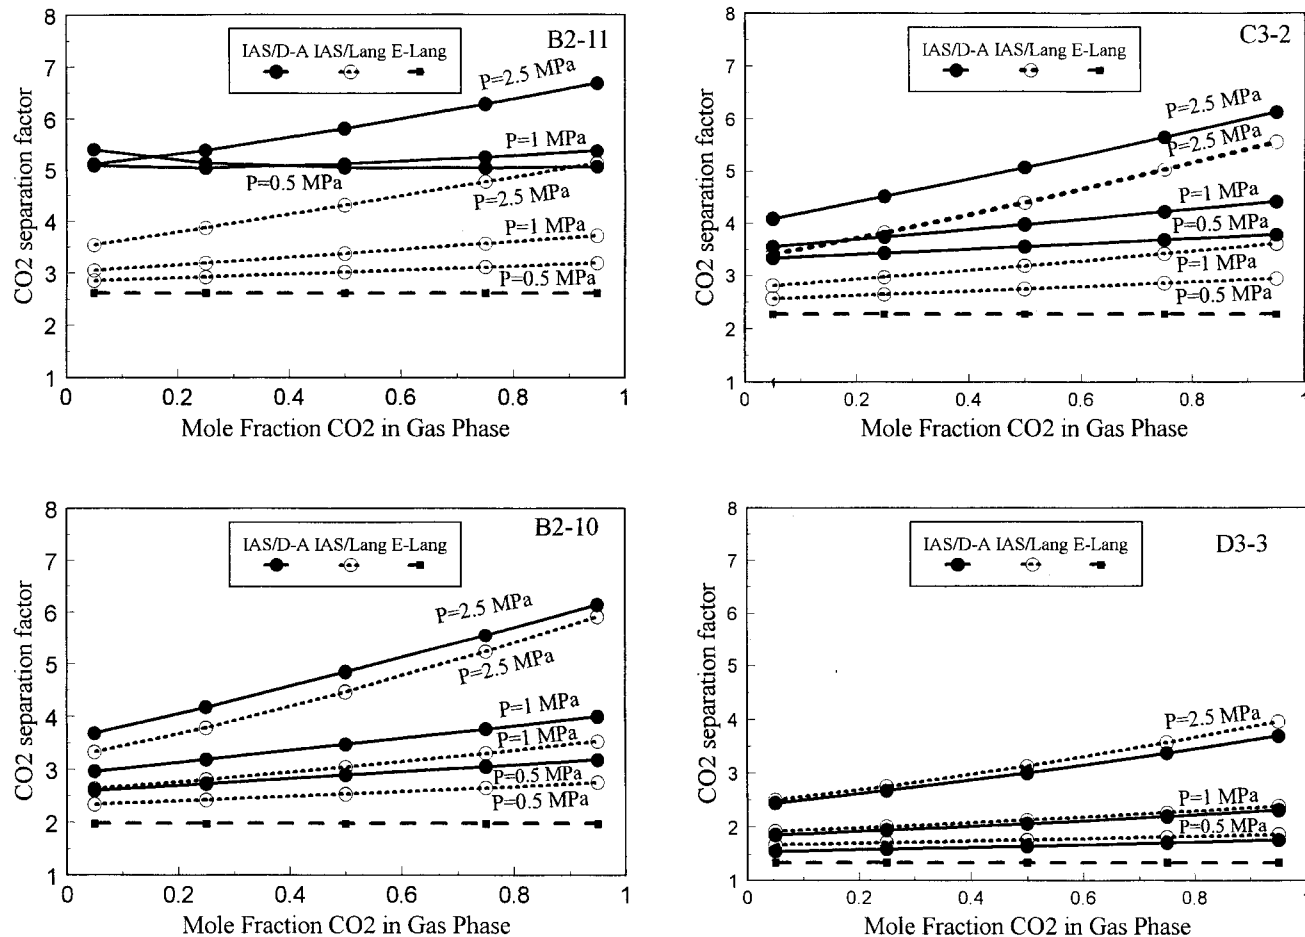 8
B2-11
IAS/D-A IAS/Lang E-Lang
7
P=2.5 MPa
6
P=1 MPa
5
P=0.5 MPa
P=2.5 MPa
4
P=1 MPa
3
P=0.5 MPa
2
1
0 0.2 0.4 0.6 0.8 1
CO2 separation factor
Mole Fraction CO2 in Gas Phase
8
C3-2
IAS/D-A IAS/Lang E-Lang
7
P=2.5 MPa
6
P=2.5 MPa
5
P=1 MPa
4
P=0.5 MPa
3
P=1 MPa
P=0.5 MPa
2
1
0 0.2 0.4 0.6 0.8 1
CO2 separation factor
Mole Fraction CO2 in Gas Phase
8
B2-10
IAS/D-A IAS/Lang E-Lang
7
6
P=2.5 MPa
5
P=2.5 MPa
4
P=1 MPa
P=1 MPa
3
P=0.5 MPa
P=0.5 MPa
2
1
0 0.2 0.4 0.6 0.8 1
CO2 separation factor
Mole Fraction CO2 in Gas Phase
8
D3-3
IAS/D-A IAS/Lang E-Lang
7
6
5
4
P=2.5 MPa
3
P=1 MPa
2
P=0.5 MPa
1
0 0.2 0.4 0.6 0.8 1
CO2 separation factor
Mole Fraction CO2 in Gas Phase